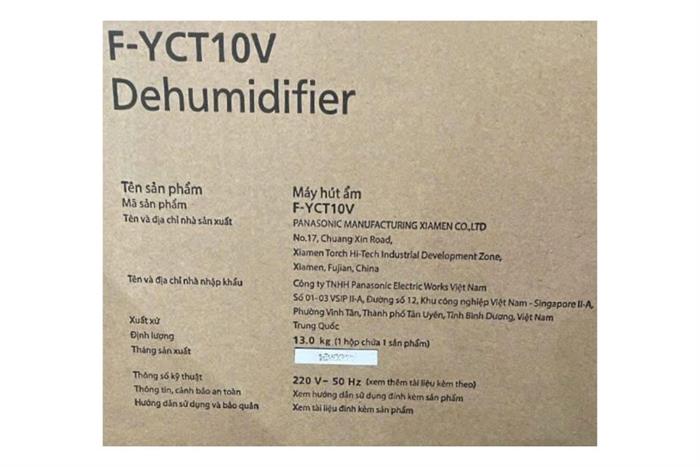 F-YCT10V
Dehumidifier
Tên sản phẩm Máy hút ẩm
Mã sản phẩm F-YCT10V
Tên và địa chỉ nhà sản xuất PANASONIC MANUFACTURING XIAMEN CO.,LTD
No.17, Chuang Xin Road,
Xiamen Torch Hi-Tech Industrial Development Zone,
Xiamen, Fujian, China
Tên và địa chỉ nhà nhập khẩu Công ty TNHH Panasonic Electric Works Việt Nam
Số 01-03 VSIP II-A, Đường số 12, Khu công nghiệp Việt Nam - Singapore II-A,
Phường Vĩnh Tân, Thành phố Tân Uyên, Tỉnh Bình Dương, Việt Nam
Xuất xứ Trung Quốc
Định lượng 13.0 kg (1 hộp chứa 1 sản phẩm)
Tháng sản xuất
Thông số kỹ thuật 220 V~ 50 Hz (xem thêm tài liệu kèm theo)
Thông tin, cảnh báo an toàn Xem hướng dẫn sử dụng đính kèm sản phẩm
Hướng dẫn sử dụng và bảo quản Xem tài liệu đính kèm sản phẩm